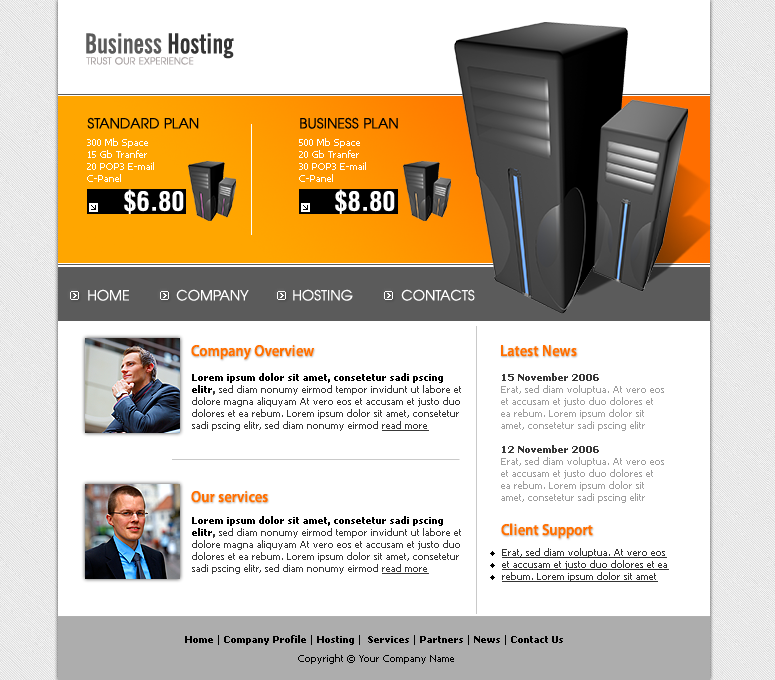 Business Hosting
TRUST OUR EXPERIENCE
STANDARD PLAN
300 Mb Space
15 Gb Tranfer
20 POP3 E-mail
C-Panel
$6.80
BUSINESS PLAN
500 Mb Space
20 Gb Tranfer
30 POP3 E-mail
C-Panel
$8.80
HOME COMPANY HOSTING CONTACTS
Company Overview
Lorem ipsum dolor sit amet, consetetur sadi pscing
elitr, sed diam nonumy eirmod tempor invidunt ut labore et
dolore magna aliquyam At vero eos et accusam et justo duo
dolores et ea rebum. Lorem ipsum dolor sit amet, consetetur
sadi pscing elitr, sed diam nonumy eirmod read more
Our services
Lorem ipsum dolor sit amet, consetetur sadi pscing
elitr, sed diam nonumy eirmod tempor invidunt ut labore et
dolore magna aliquyam At vero eos et accusam et justo duo
dolores et ea rebum. Lorem ipsum dolor sit amet, consetetur
sadi pscing elitr, sed diam nonumy eirmod read more
Latest News
15 November 2006
Erat, sed diam voluptua. At vero eos
et accusam et justo duo dolores et
ea rebum. Lorem ipsum dolor sit
amet, consetetur sadi pscing elitr
12 November 2006
Erat, sed diam voluptua. At vero eos
et accusam et justo duo dolores et
ea rebum. Lorem ipsum dolor sit
amet, consetetur sadi pscing elitr
Client Support
Erat, sed diam voluptua. At vero eos
et accusam et justo duo dolores et ea
rebum. Lorem ipsum dolor sit amet
Home | Company Profile | Hosting | Services | Partners | News | Contact Us
Copyright © Your Company Name